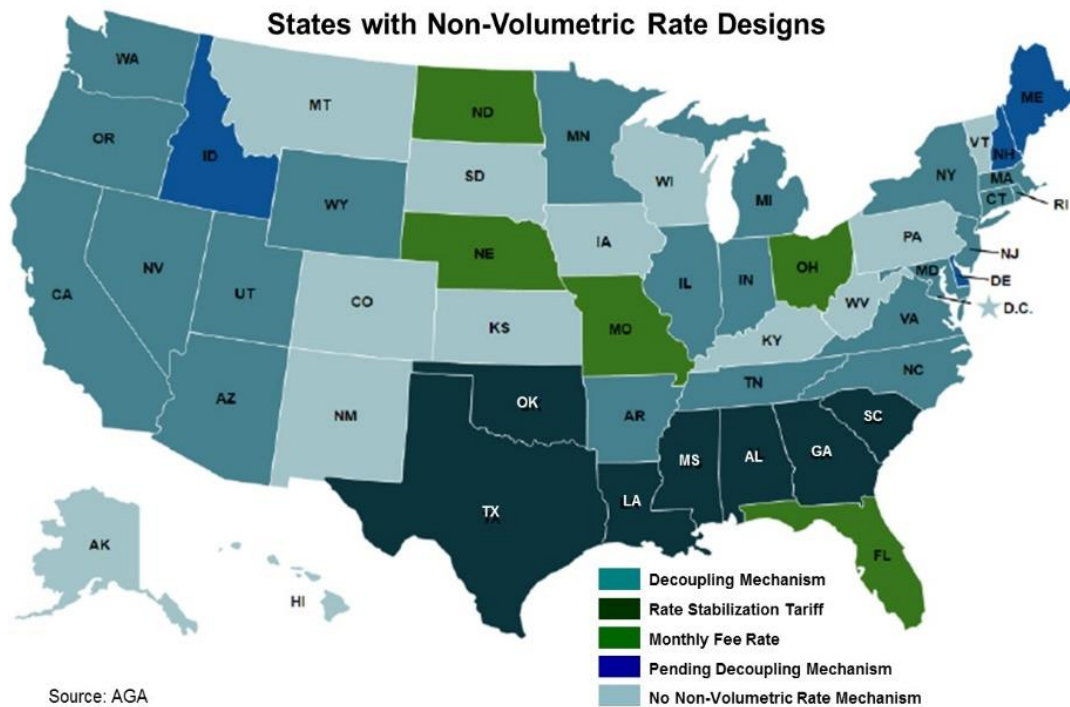 States with Non-Volumetric Rate Designs
WA
MT
ND
MN
ME
OR
ID
SD
WI
MI
NY
VT
NH
MA
CT
RI
WY
IA
PA
NJ
NE
NV
UT
CA
CO
KS
MO
IL
IN
OH
WV
MD
DE
D.C.
VA
KY
NC
TN
AZ
NM
OK
AR
SC
MS
AL
GA
TX
LA
FL
AK
HI
Decoupling Mechanism
Rate Stabilization Tariff
Monthly Fee Rate
Pending Decoupling Mechanism
No Non-Volumetric Rate Mechanism
Source: AGA